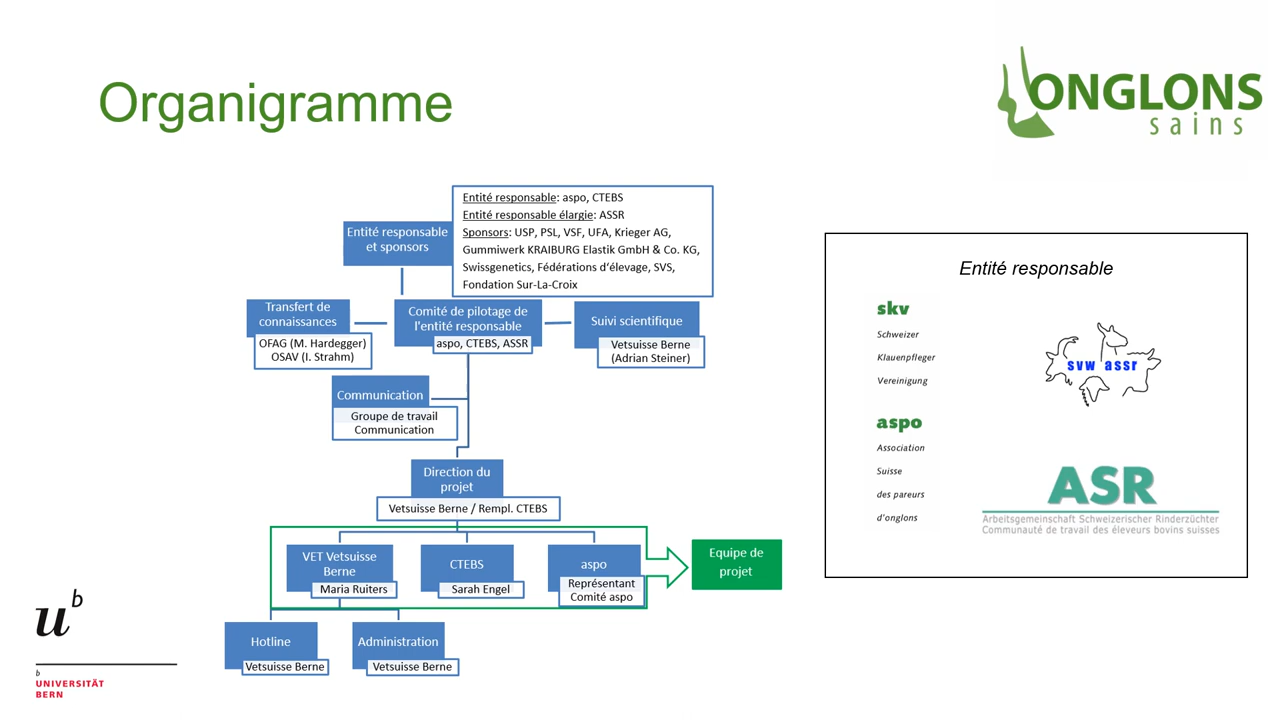 Organigramme
ONGLONS
sains
Entité responsable
et sponsors
Entité responsable: aspo, CTEBS
Entité responsable élargie: ASSR
Sponsors: USP, PSL, VSF, UFA, Krieger AG,
Gummiwerk KRAIBURG Elastik GmbH & Co. KG,
Swissgenetics, Fédérations d'élevage, SVS,
Fondation Sur-La-Croix
Transfert de
connaissances
OFAG (M. Hardegger)
OSAV (I. Strahm)
Comité de pilotage de
l'entité responsable
aspo, CTEBS, ASSR
Suivi scientifique
Vetsuisse Berne
(Adrian Steiner)
Communication
Groupe de travail
Communication
Direction du
projet
Vetsuisse Berne / Rempl. CTEBS
VET Vetsuisse
Berne
Maria Ruiters
CTEBS
Sarah Engel
aspo
Représentant
Comité aspo
Equipe de
projet
Hotline
Vetsuisse Berne
Administration
Vetsuisse Berne
Entité responsable
skv
Schweizer
Klauenpfleger
Vereinigung
aspo
Association
Suisse
des pareurs
d'onglons
svw assr
ASR
Arbeitsgemeinschaft Schweizerischer Rinderzüchter
Communauté de travail des éleveurs bovins suisses
u
b
b
UNIVERSITÄT
BERN